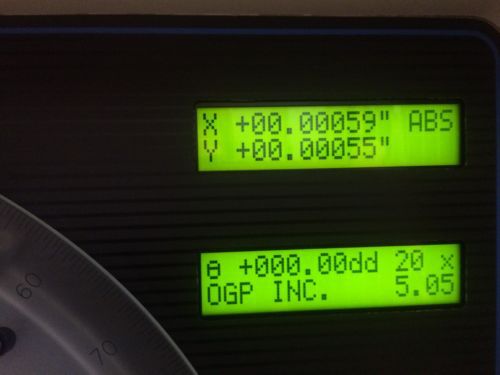 X +00.00059" ABS
Y +00.00055"
θ +000.00dd 20 x
OGP INC. 5.05
60
70